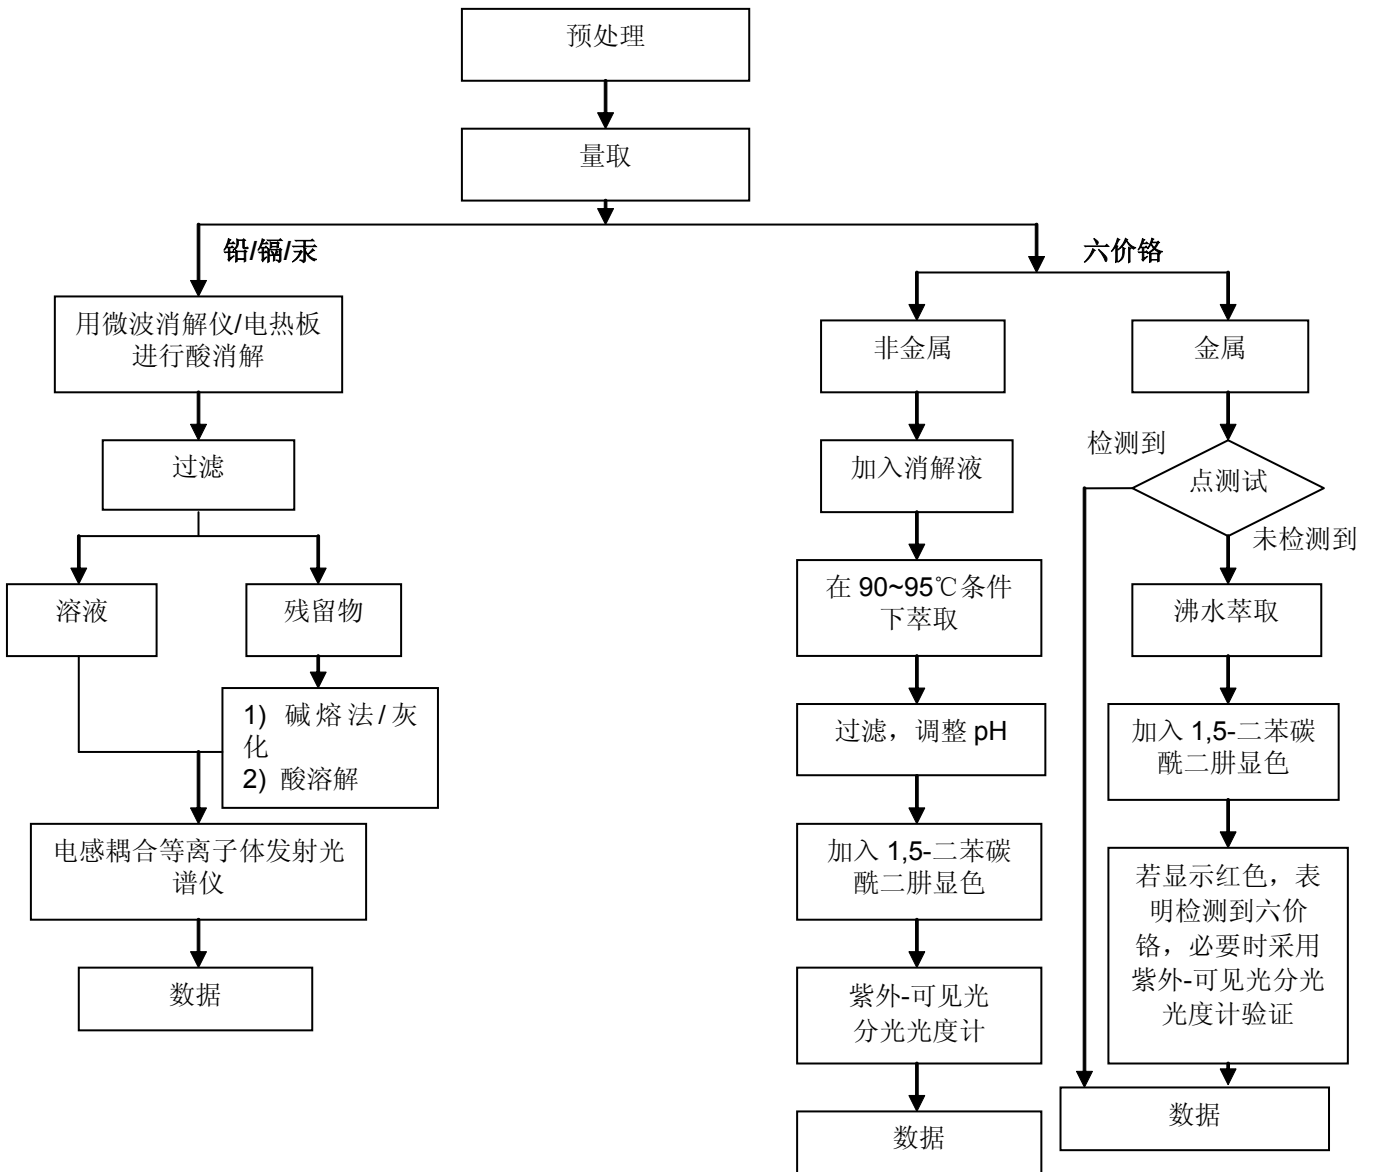 预处理
量取
铅/镉/汞
六价铬
用微波消解仪/电热板
进行酸消解
过滤
溶液
残留物
1) 碱熔法/灰
化
2) 酸溶解
电感耦合等离子体发射光
谱仪
数据
非金属
加入消解液
在 90~95℃条件
下萃取
过滤，调整 pH
加入 1,5-二苯碳
酰二肼显色
紫外-可见光
分光光度计
数据
金属
检测到
点测试
未检测到
沸水萃取
加入 1,5-二苯碳
酰二肼显色
若显示红色，表
明检测到六价
铬，必要时采用
紫外-可见光分光
光度计验证
数据